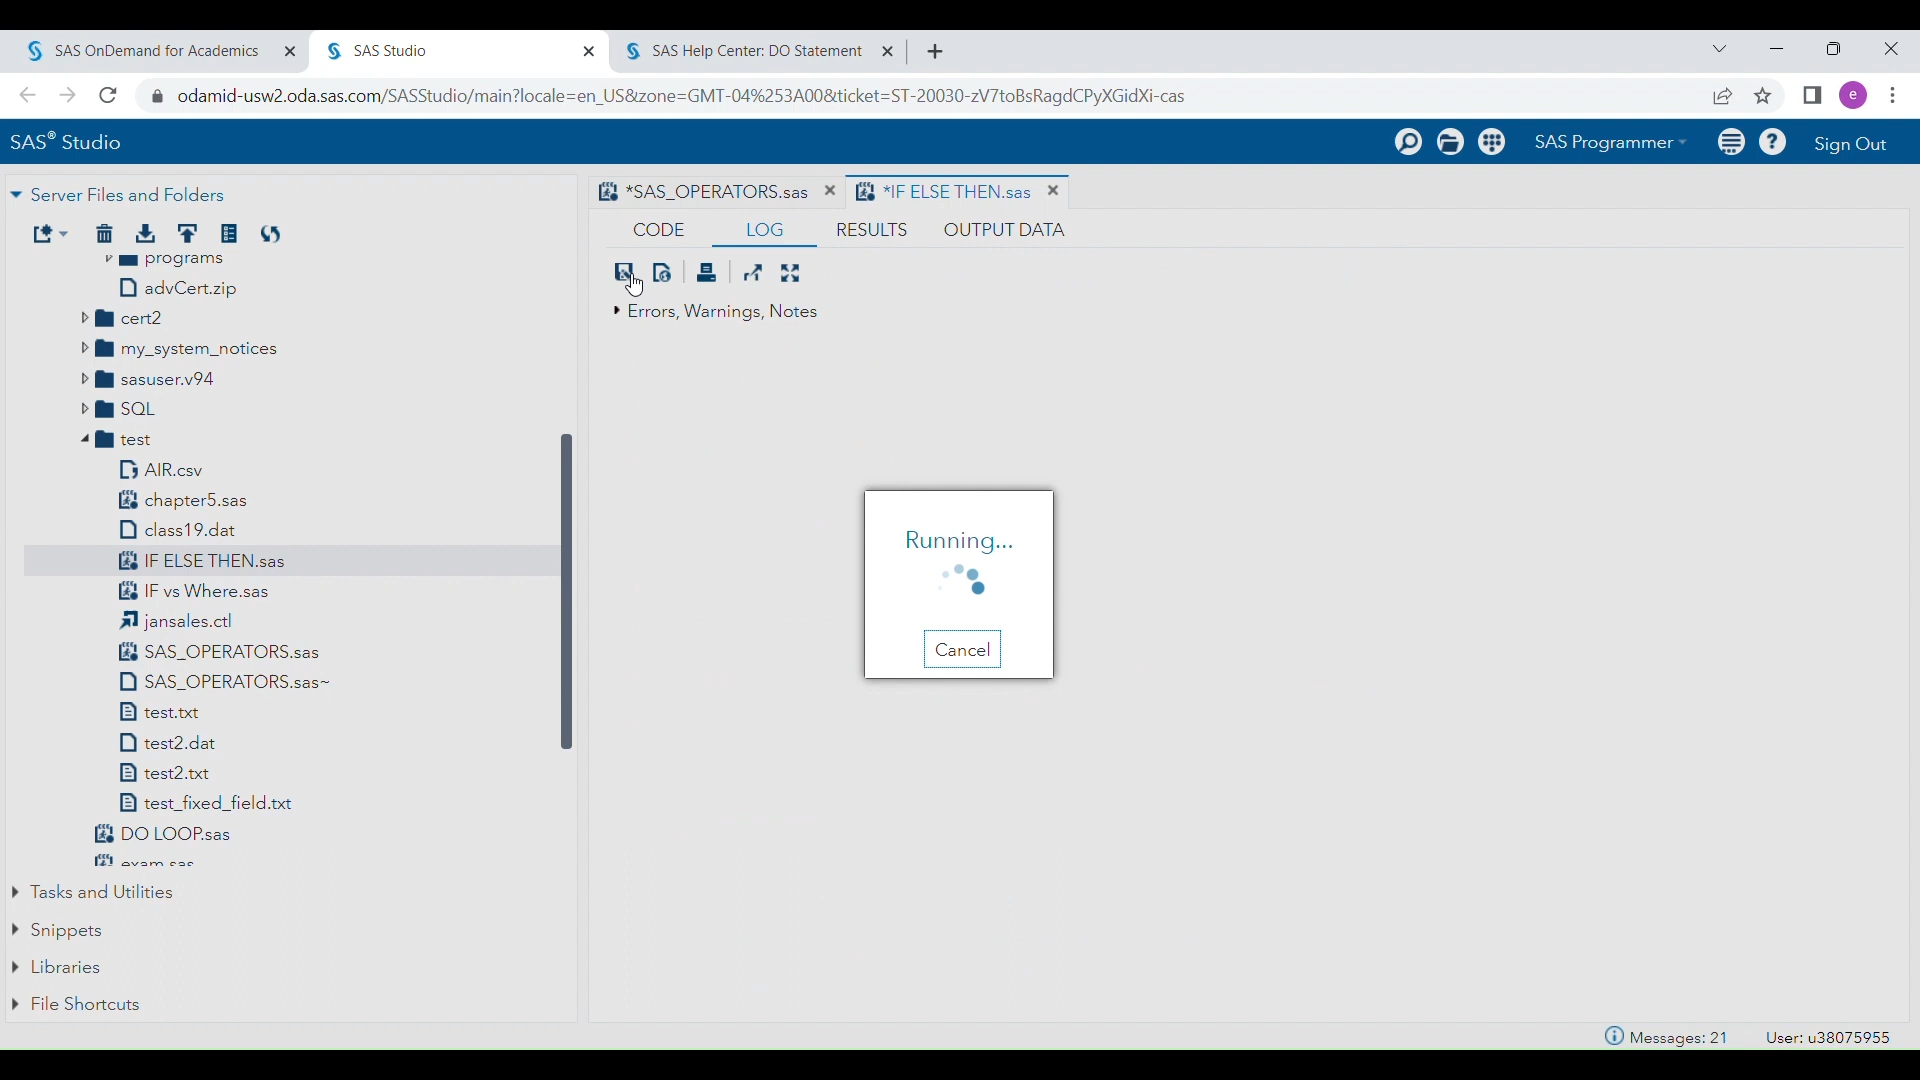 SAS OnDemand for Academics
SAS Studio
SAS Help Center: DO Statement
odamid-usw2.oda.sas.com/SASStudio/main?locale=en_US&zone=GMT-04%253A00&ticket=ST-20030-zV7toBsRagdCPyXGidXi-cas
e
SAS® Studio
SAS Programmer
Sign Out
Server Files and Folders
programs
advCert.zip
cert2
my_system_notices
sasuser.v94
SQL
test
AIR.csv
chapter5.sas
class19.dat
IF ELSE THEN.sas
IF vs Where.sas
jansales.ctl
SAS_OPERATORS.sas
SAS_OPERATORS.sas~
test.txt
test2.dat
test2.txt
test_fixed_field.txt
DO LOOP.sas
exam.sas
Tasks and Utilities
Snippets
Libraries
File Shortcuts
*SAS_OPERATORS.sas
*IF ELSE THEN.sas
CODE
LOG
RESULTS
OUTPUT DATA
Errors, Warnings, Notes
Running...
Cancel
Messages: 21
User: u38075955